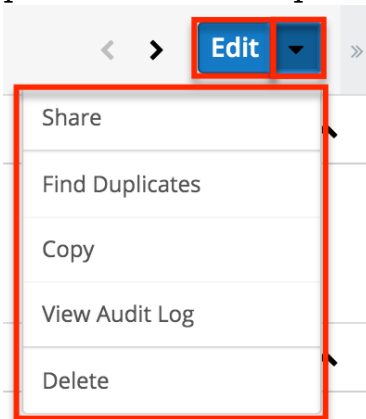 Edit
Share
Find Duplicates
Copy
View Audit Log
Delete